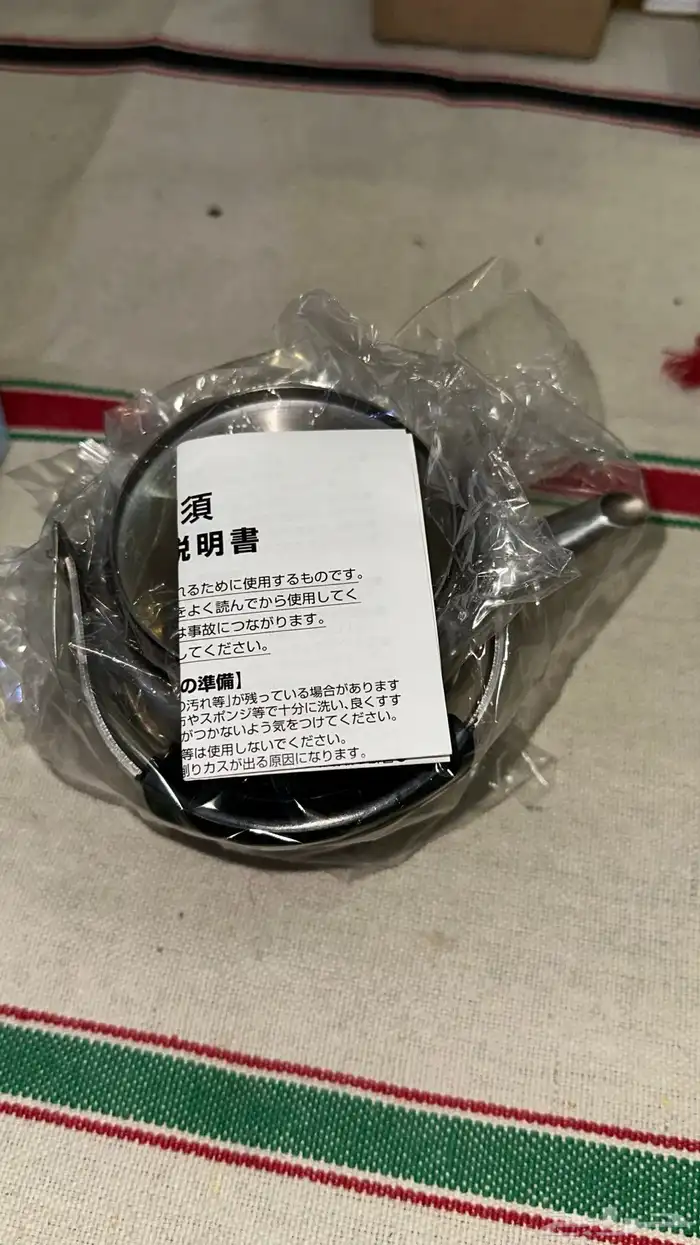 須
説明書
れるために使用するものです。
をよく読んでから使用してく
は事故につながります。
してください。
の準備】
の汚れ等」が残っている場合があります
やスポンジ等で十分に洗い、良くすす
がつかないよう気をつけてください。
等は使用しないでください。
削りカスが出る原因になります。